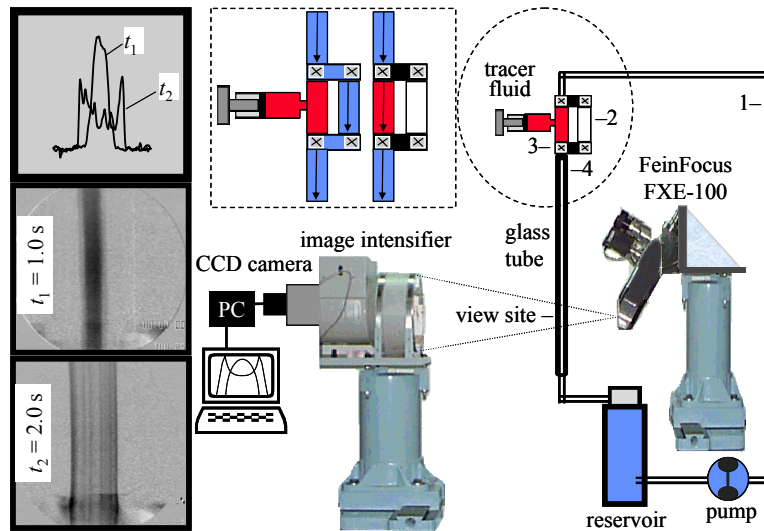 t1
t2
t1 = 1.0 s
t2 = 2.0 s
tracer
fluid
1–
–2
3–
–4
FeinFocus
FXE-100
glass
tube
image intensifier
CCD camera
PC
view site –
reservoir
pump